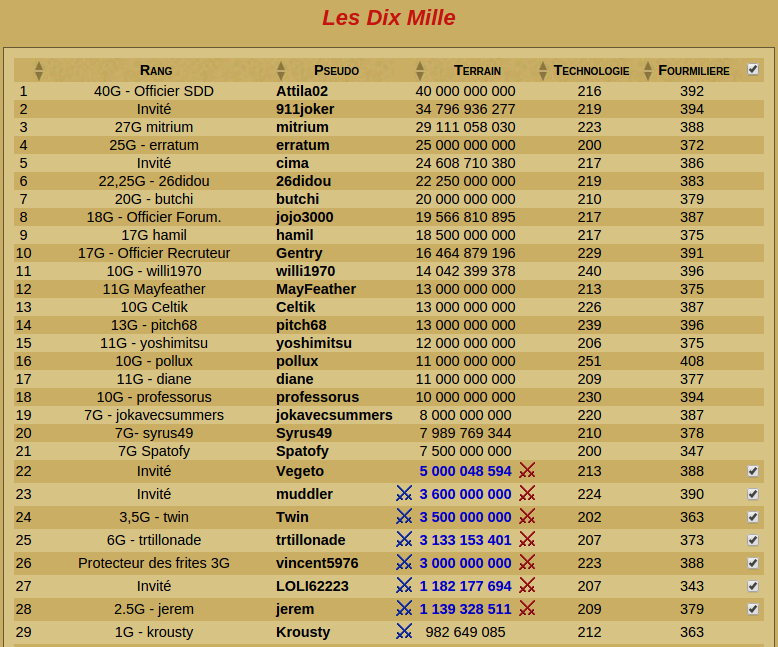 Les Dix Mille
Rang Pseudo Terrain Technologie Fourmiliere
1 40G - Officier SDD Attila02 40 000 000 000 216 392
2 Invité 911joker 34 796 936 277 219 394
3 27G mitrium mitrium 29 111 058 030 223 388
4 25G - erratum erratum 25 000 000 000 200 372
5 Invité cima 24 608 710 380 217 386
6 22,25G - 26didou 26didou 22 250 000 000 219 383
7 20G - butchi butchi 20 000 000 000 210 379
8 18G - Officier Forum. jojo3000 19 566 810 895 217 387
9 17G hamil hamil 18 500 000 000 217 375
10 17G - Officier Recruteur Gentry 16 464 879 196 229 391
11 10G - willi1970 willi1970 14 042 399 378 240 396
12 11G Mayfeather MayFeather 13 000 000 000 213 375
13 10G Celtik Celtik 13 000 000 000 226 387
14 13G - pitch68 pitch68 13 000 000 000 239 396
15 11G - yoshimitsu yoshimitsu 12 000 000 000 206 375
16 10G - pollux pollux 11 000 000 000 251 408
17 11G - diane diane 11 000 000 000 209 377
18 10G - professorus professorus 10 000 000 000 230 394
19 7G - jokavecsummers jokavecsummers 8 000 000 000 220 387
20 7G- syrus49 Syrus49 7 989 769 344 210 378
21 7G Spatofy Spatofy 7 500 000 000 200 347
22 Invité Vegeto 5 000 048 594 213 388
23 Invité muddler 3 600 000 000 224 390
24 3,5G - twin Twin 3 500 000 000 202 363
25 6G - trtillonade trtillonade 3 133 153 401 207 373
26 Protecteur des frites 3G vincent5976 3 000 000 000 223 388
27 Invité LOLI62223 1 182 177 694 207 343
28 2.5G - jerem jerem 1 139 328 511 209 379
29 1G - krousty Krousty 982 649 085 212 363